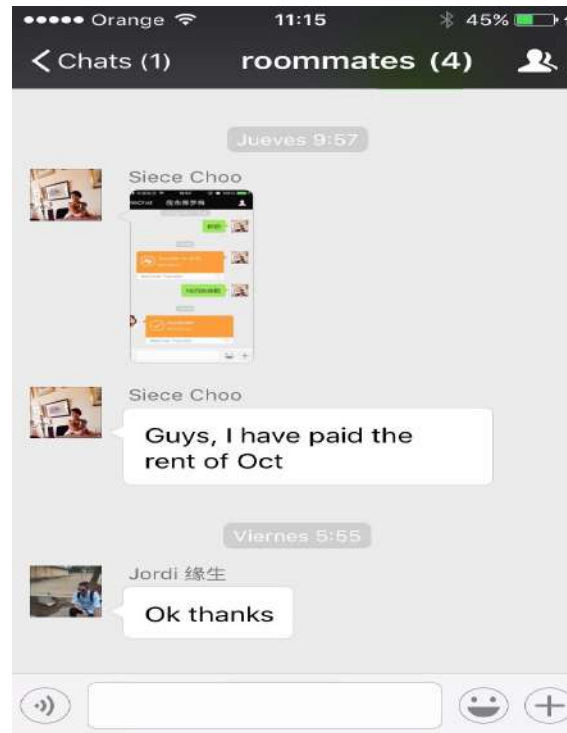 Orange 11:15 45%
Chats (1) roommates (4)
Jueves 9:57
Siece Choo
Siece Choo
Guys, I have paid the
rent of Oct
Viernes 5:55
Jordi 缘生
Ok thanks